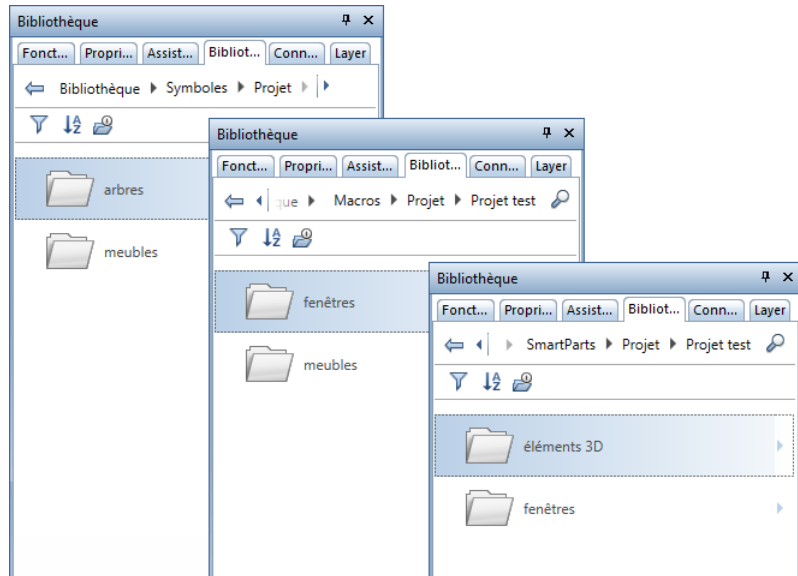 Bibliothèque
Fonct... Propri... Assist... Bibliot... Conn... Layer
Bibliothèque Symboles Projet
arbres
meubles
Bibliothèque
Fonct... Propri... Assist... Bibliot... Conn... Layer
que Macros Projet Projet test
fenêtres
meubles
Bibliothèque
Fonct... Propri... Assist... Bibliot... Conn... Layer
SmartParts Projet Projet test
éléments 3D
fenêtres